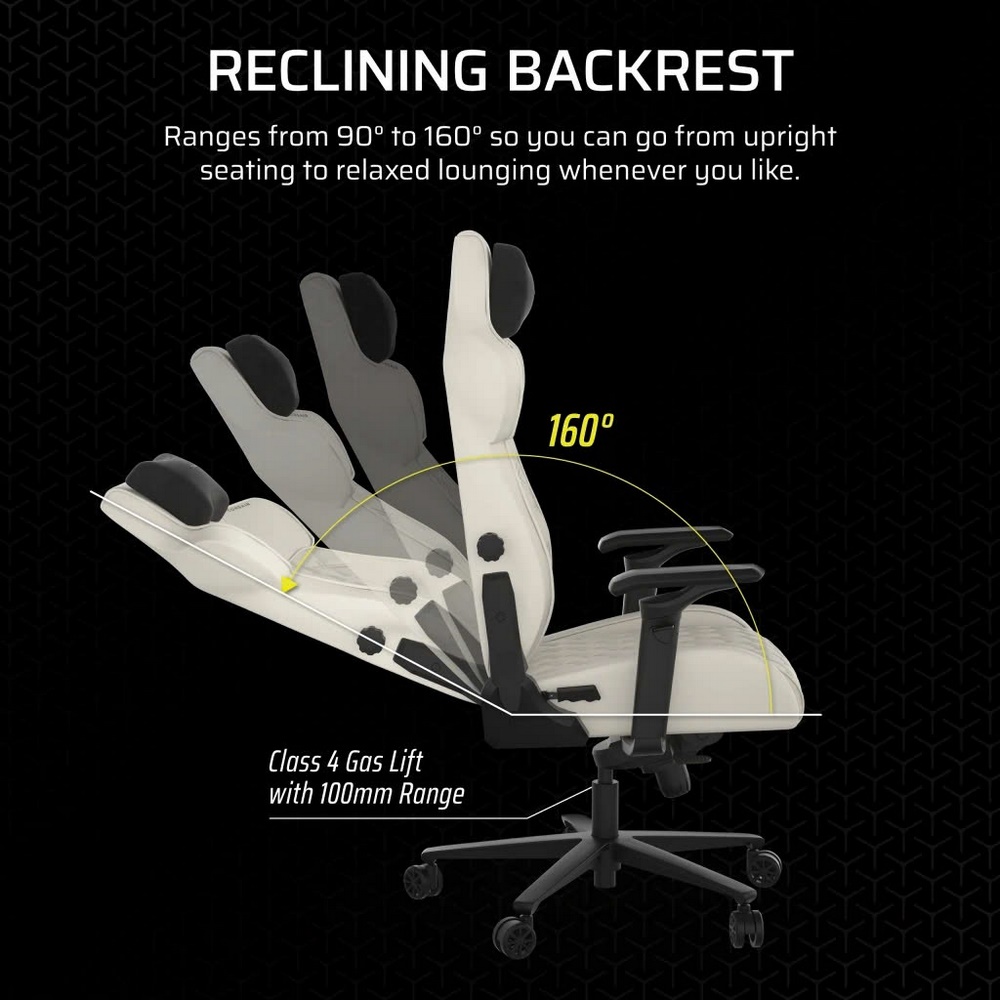 RECLINING BACKREST
Ranges from 90° to 160° so you can go from upright
seating to relaxed lounging whenever you like.
160°
Class 4 Gas Lift
with 100mm Range